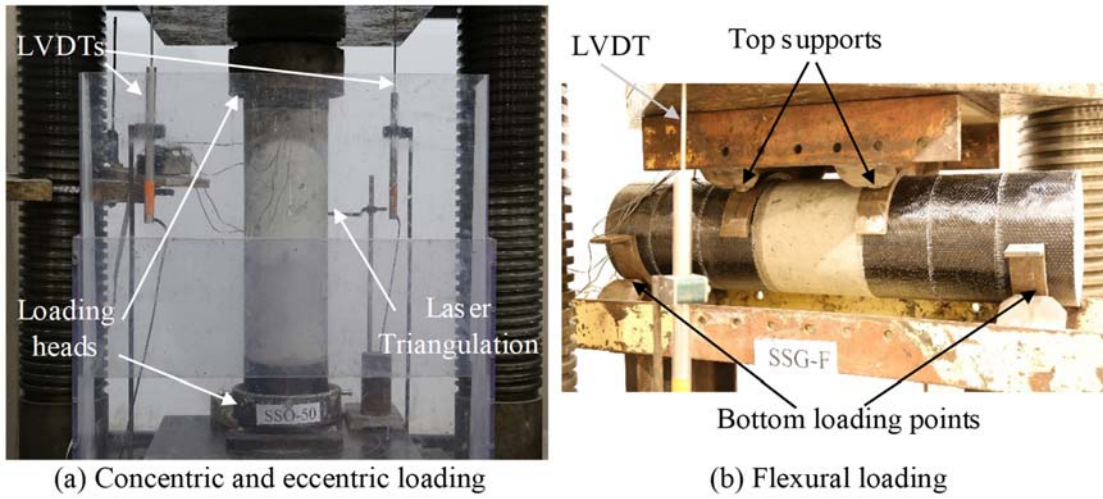 LVDTs
Loading
heads
Laser
Triangulation
SSO-50
(a) Concentric and eccentric loading
LVDT
Top supports
SSG-F
Bottom loading points
(b) Flexural loading